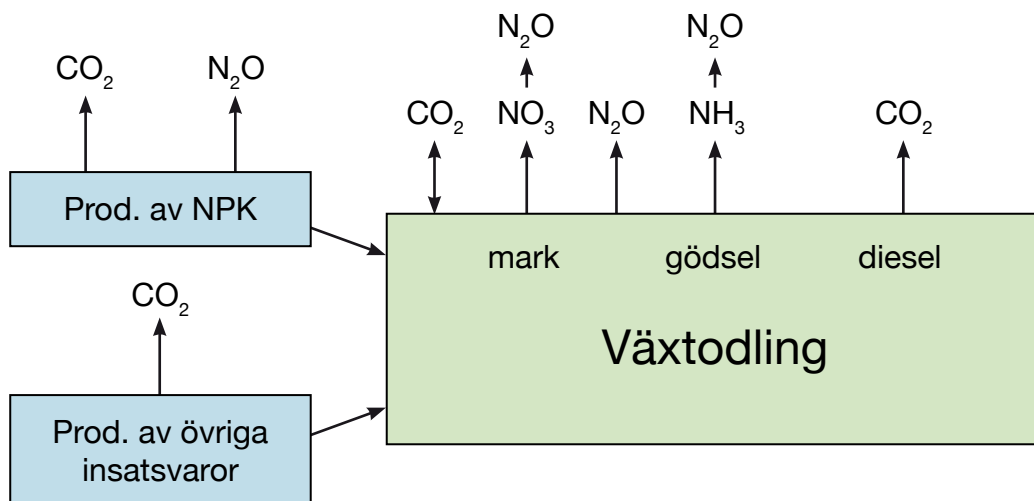 N₂O N₂O
CO₂ N₂O
CO₂ NO₃ N₂O NH₃ CO₂
Prod. av NPK
mark gödsel diesel
CO₂
Växtodling
Prod. av övriga
insatsvaror